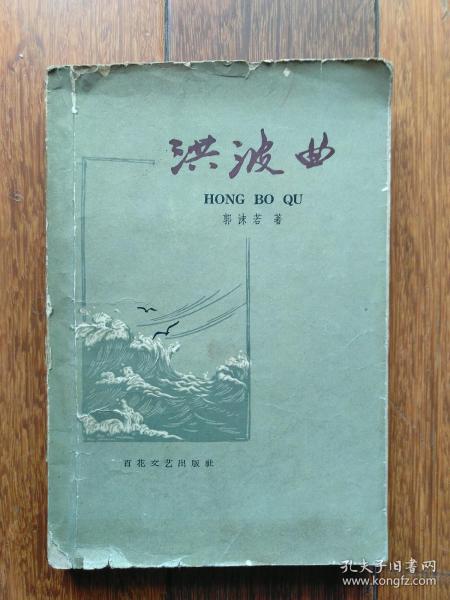 洪波曲
HONG BO QU
郭沫若 著
百花文艺出版社
孔夫子旧书网
www.kongfz.com